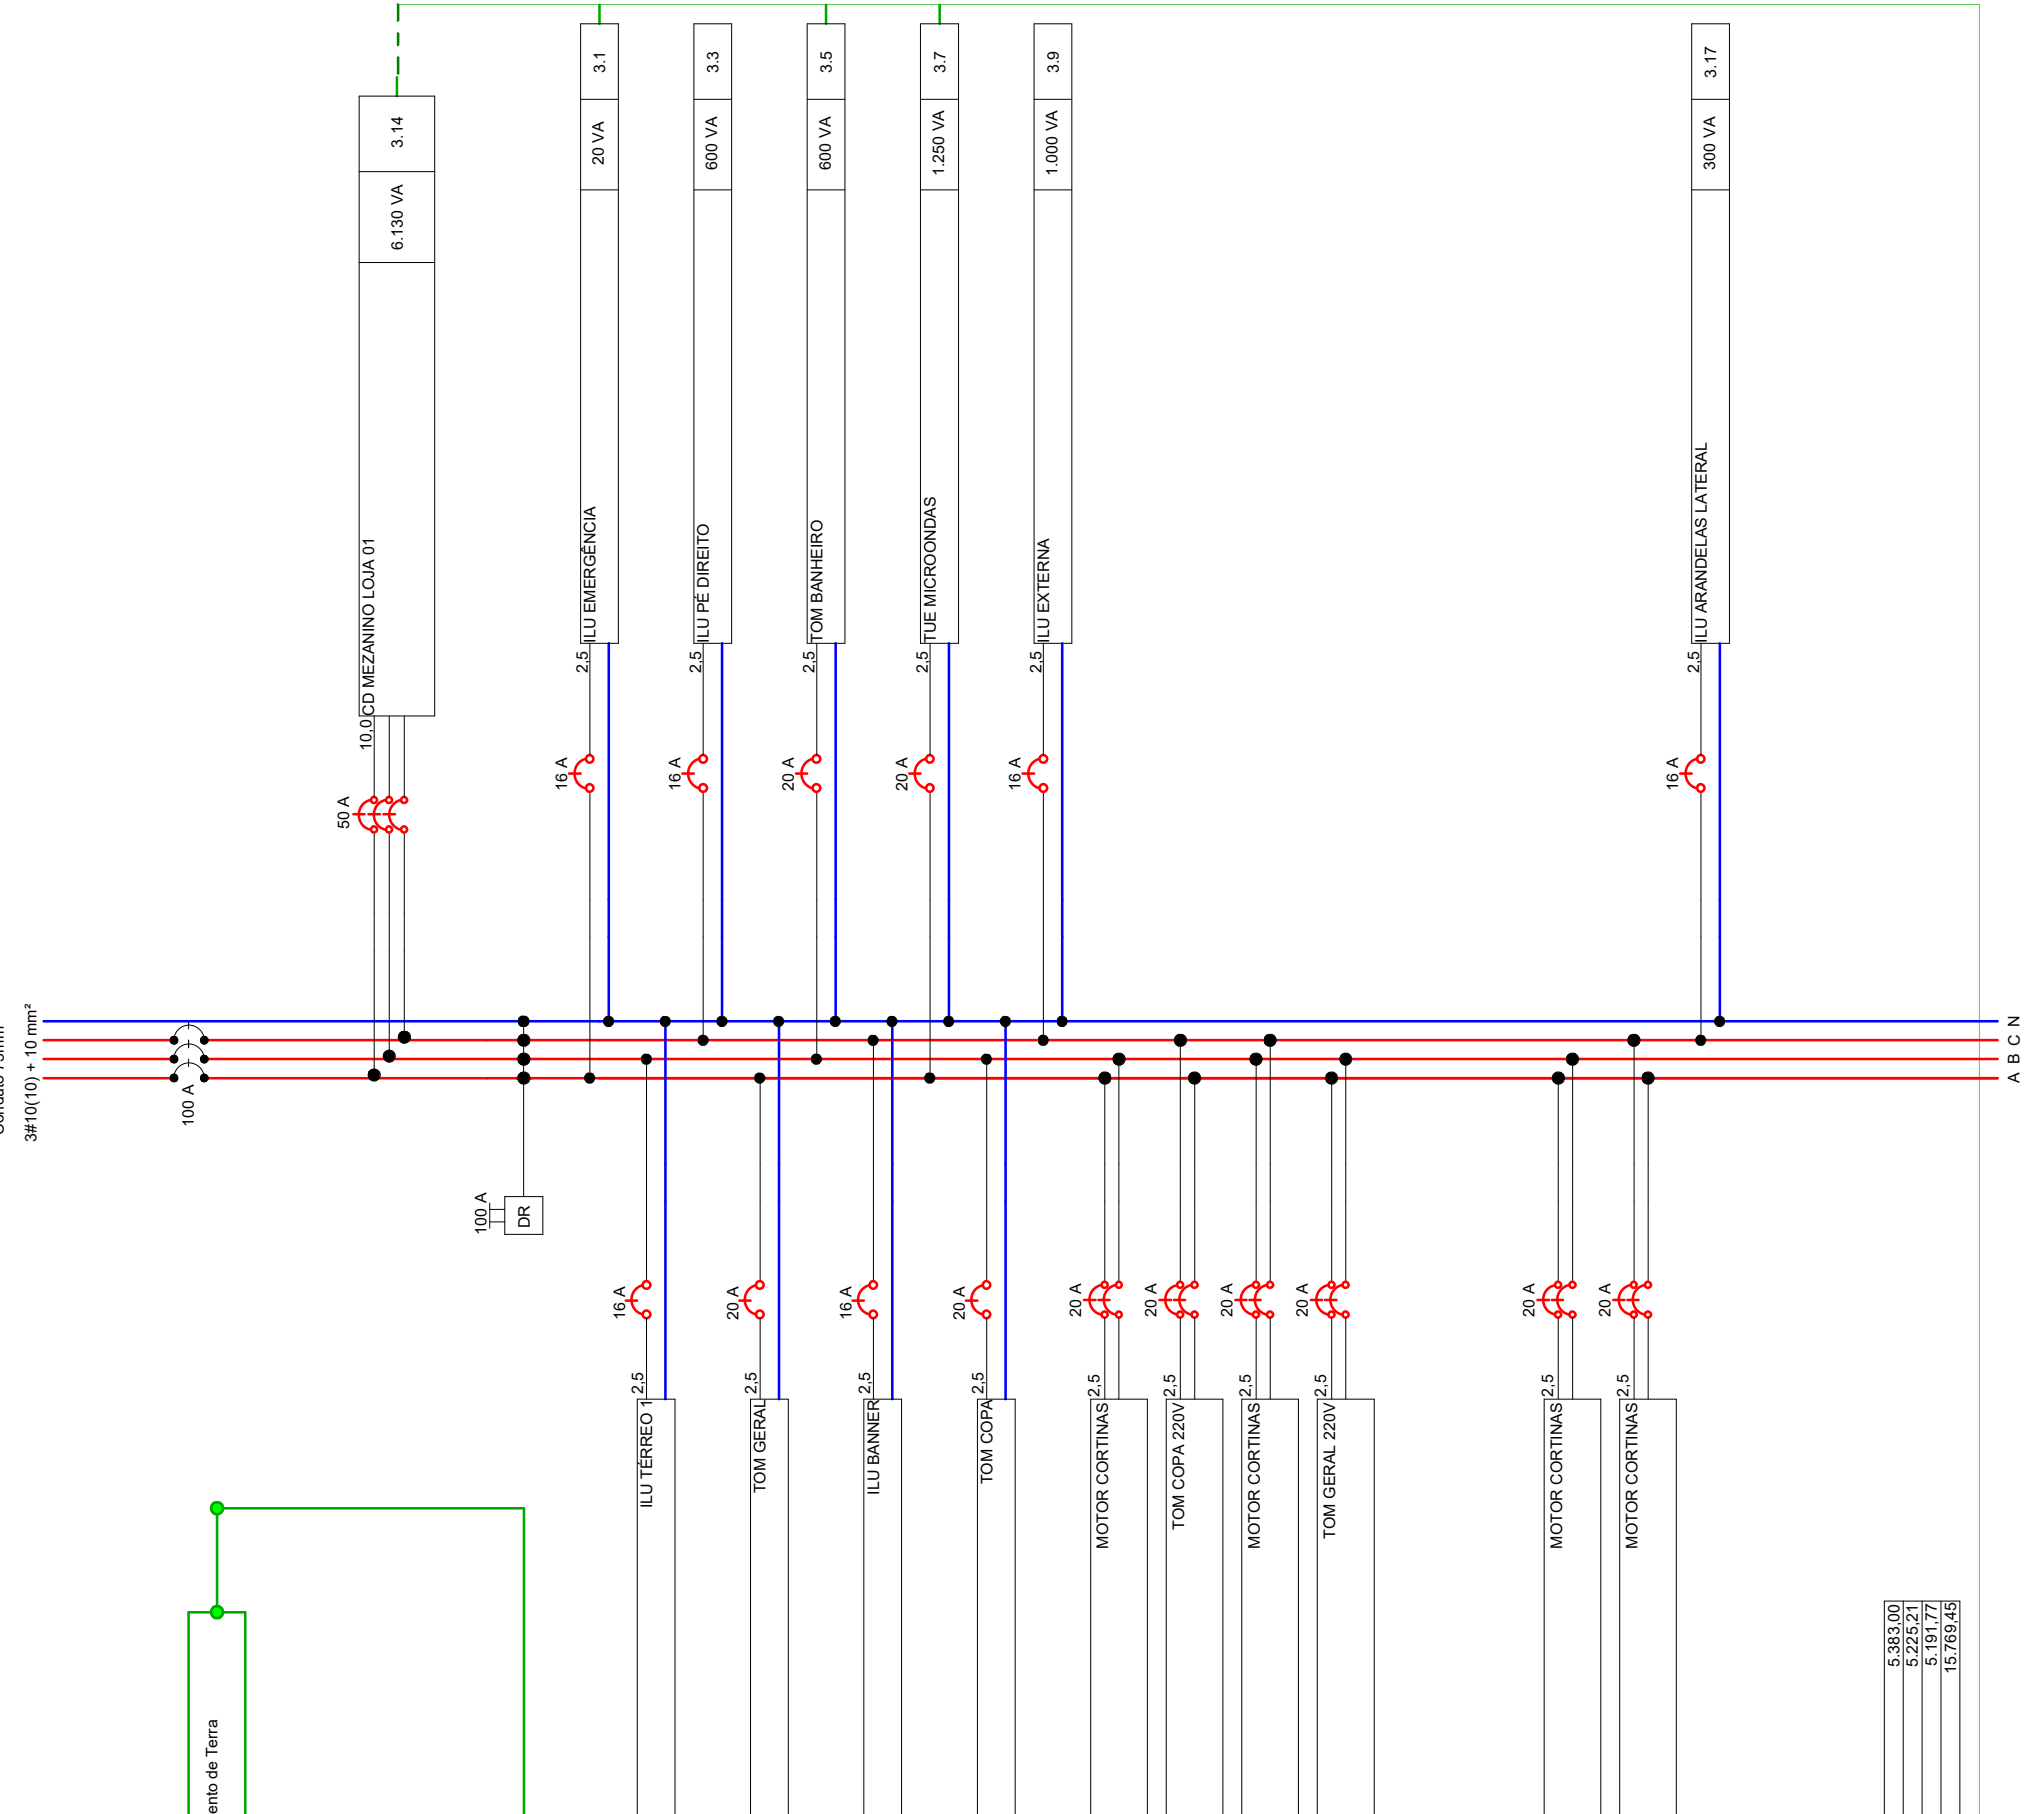 3.14
6.130 VA
CD MEZANINO LOJA 01
10,0
50 A
3.1
20 VA
ILU EMERGÊNCIA
2,5
16 A
3.3
600 VA
ILU PÉ DIREITO
2,5
16 A
3.5
600 VA
TOM BANHEIRO
2,5
20 A
3.7
1.250 VA
TUE MICROONDAS
2,5
20 A
3.9
1.000 VA
ILU EXTERNA
2,5
16 A
3.17
300 VA
ILU ARANDELAS LATERAL
2,5
16 A
3#10(10) + 10 mm²
100 A
A B C N
100 A
DR
16 A
2,5
ILU TÉRREO 1
20 A
2,5
TOM GERAL
16 A
2,5
ILU BANNER
20 A
2,5
TOM COPA
20 A
2,5
MOTOR CORTINAS
20 A
2,5
TOM COPA 220V
20 A
2,5
MOTOR CORTINAS
20 A
2,5
TOM GERAL 220V
20 A
2,5
MOTOR CORTINAS
20 A
2,5
MOTOR CORTINAS
ento de Terra
5.383,00
5.225,21
5.191,77
15.769,45